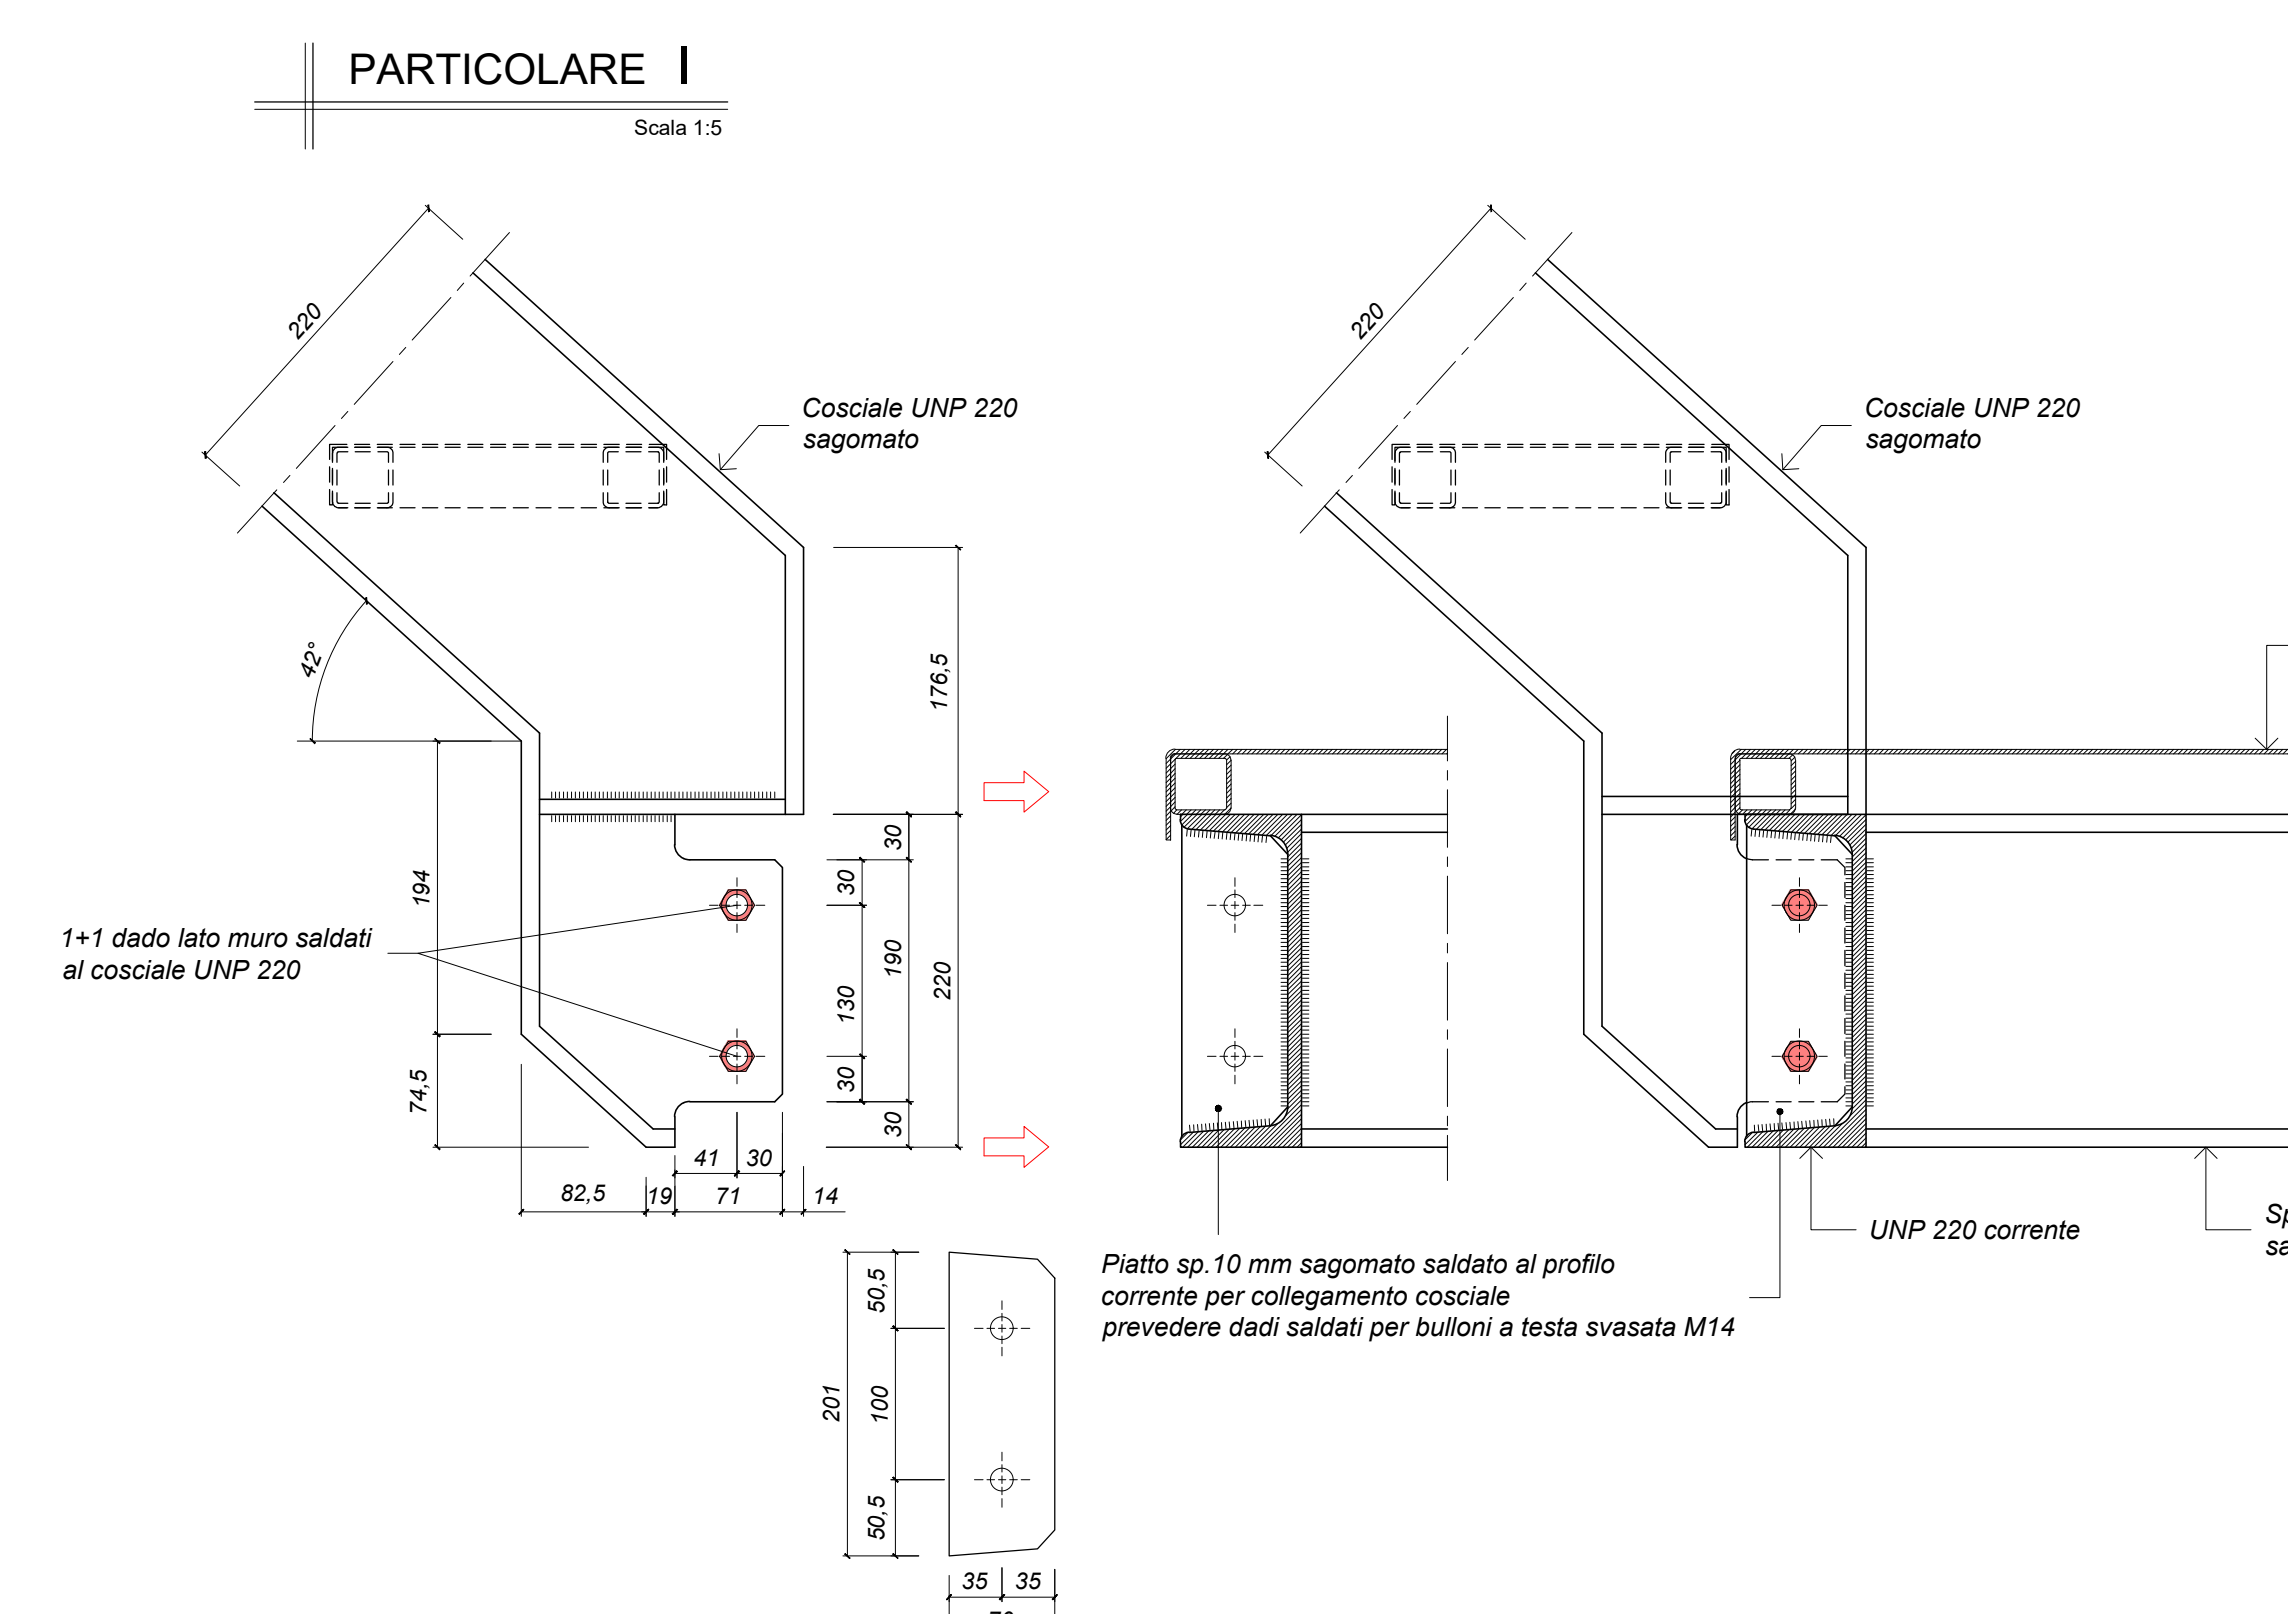 PARTICOLARE I
Scala 1:5
220
220
Cosciale UNP 220
sagomato
Cosciale UNP 220
sagomato
42°
176,5
194
74,5
1+1 dado lato muro saldati
al cosciale UNP 220
30
30
190
130
220
30
30
41
30
82,5
19
71
14
UNP 220 corrente
Piatto sp.10 mm sagomato saldato al profilo
corrente per collegamento cosciale
prevedere dadi saldati per bulloni a testa svasata M14
50,5
201
100
50,5
35
35